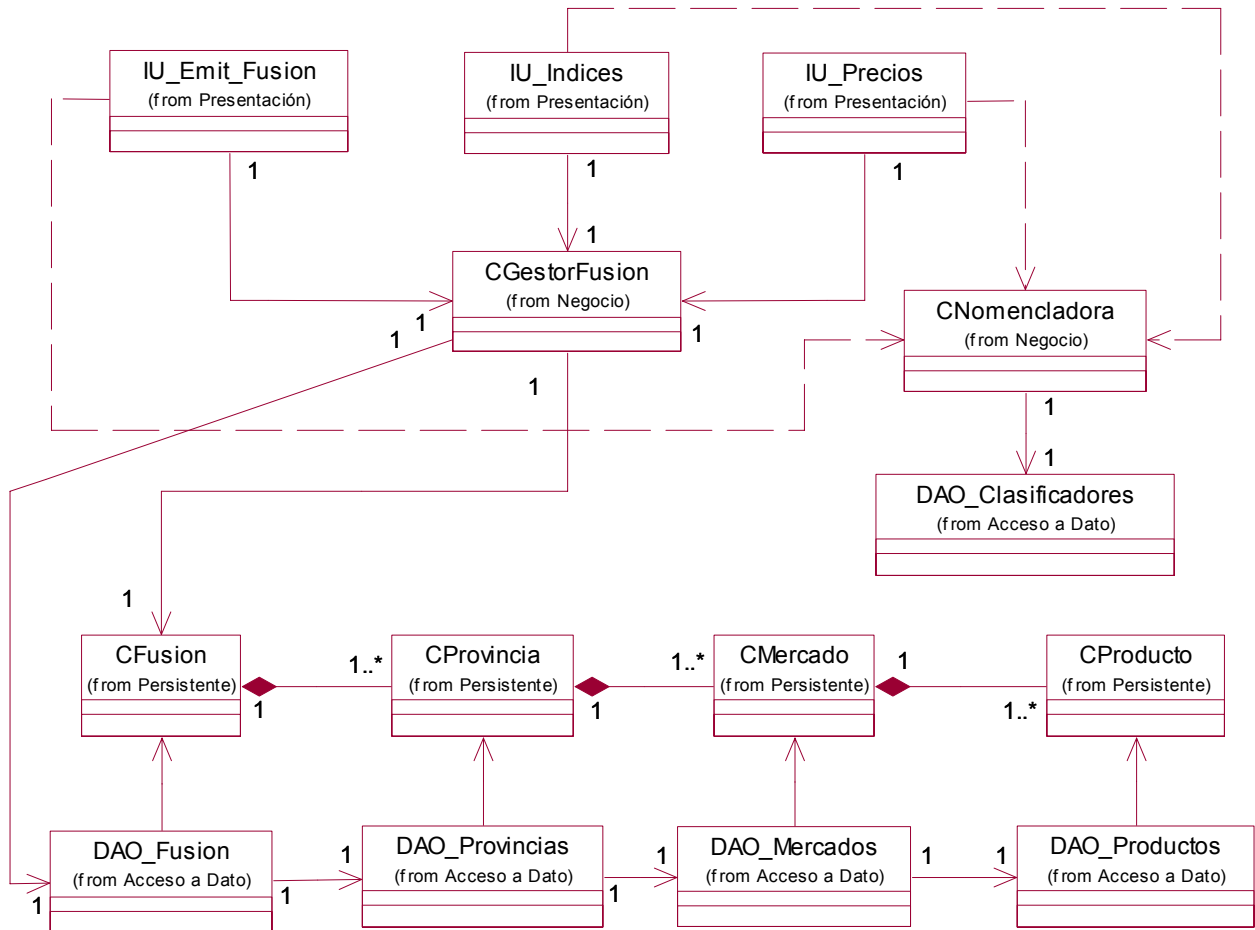 IU_Emit_Fusion
(from Presentación)
IU_Indices
(from Presentación)
IU_Precios
(from Presentación)
1
1
1
1
CGestorFusion
(from Negocio)
1
1
1
1
CNomencladora
(from Negocio)
1
1
DAO_Clasificadores
(from Acceso a Dato)
1
CFusion
(from Persistente)
1
1..*
CProvincia
(from Persistente)
1
1..*
CMercado
(from Persistente)
1
1..*
CProducto
(from Persistente)
DAO_Fusion
(from Acceso a Dato)
1
1
1
DAO_Provincias
(from Acceso a Dato)
1
1
DAO_Mercados
(from Acceso a Dato)
1
1
DAO_Productos
(from Acceso a Dato)